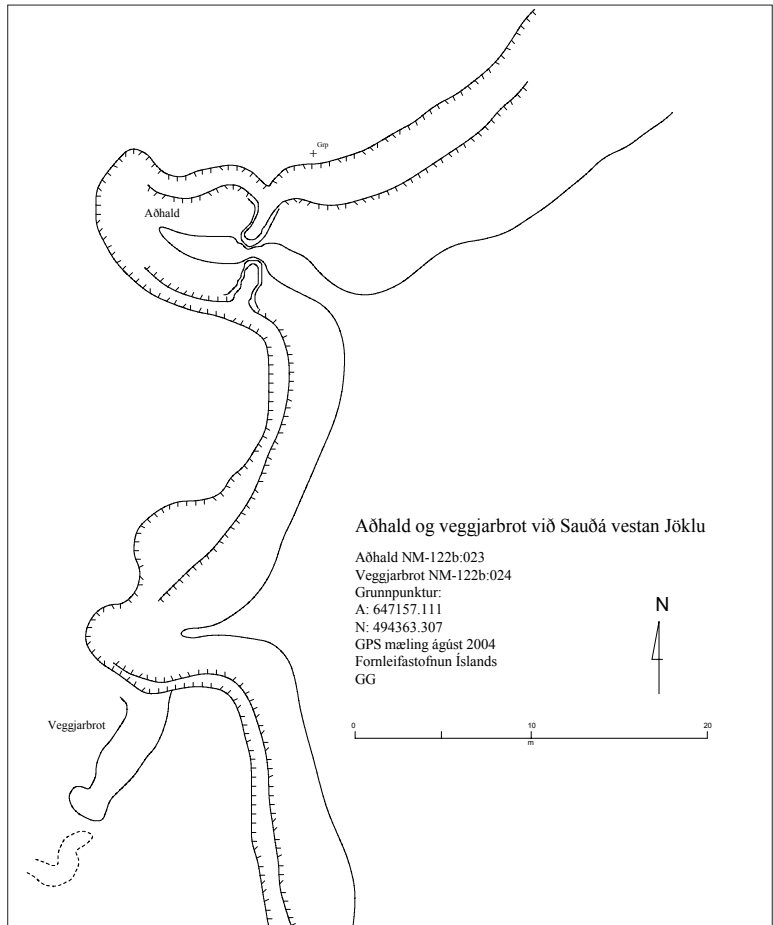 Grp
Aðhald
Aðhald og veggjarbrot við Sauðá vestan Jöklu
Aðhald NM-122b:023
Veggjarbrot NM-122b:024
Grunnpunktur:
A: 647157.111
N: 494363.307
GPS mæling ágúst 2004
Fornleifastofnun Íslands
GG
N
0 10 20
m
Veggjarbrot